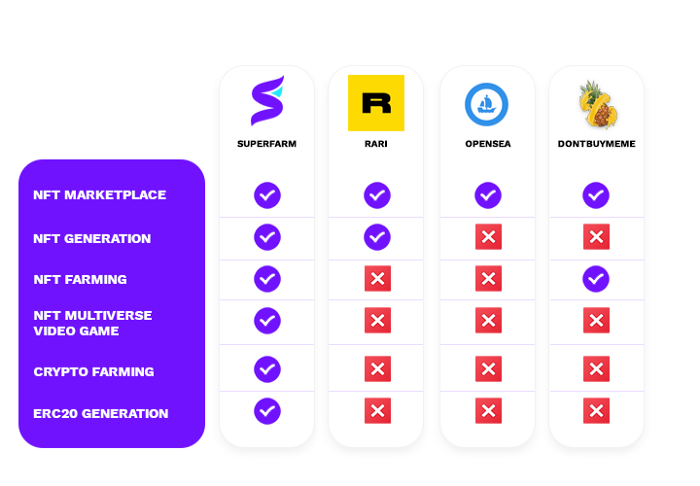 SUPERFARM
R
RARI
OPENSEA
DONTBUYMEME
NFT MARKETPLACE
NFT GENERATION
NFT FARMING
NFT MULTIVERSE
VIDEO GAME
CRYPTO FARMING
ERC20 GENERATION